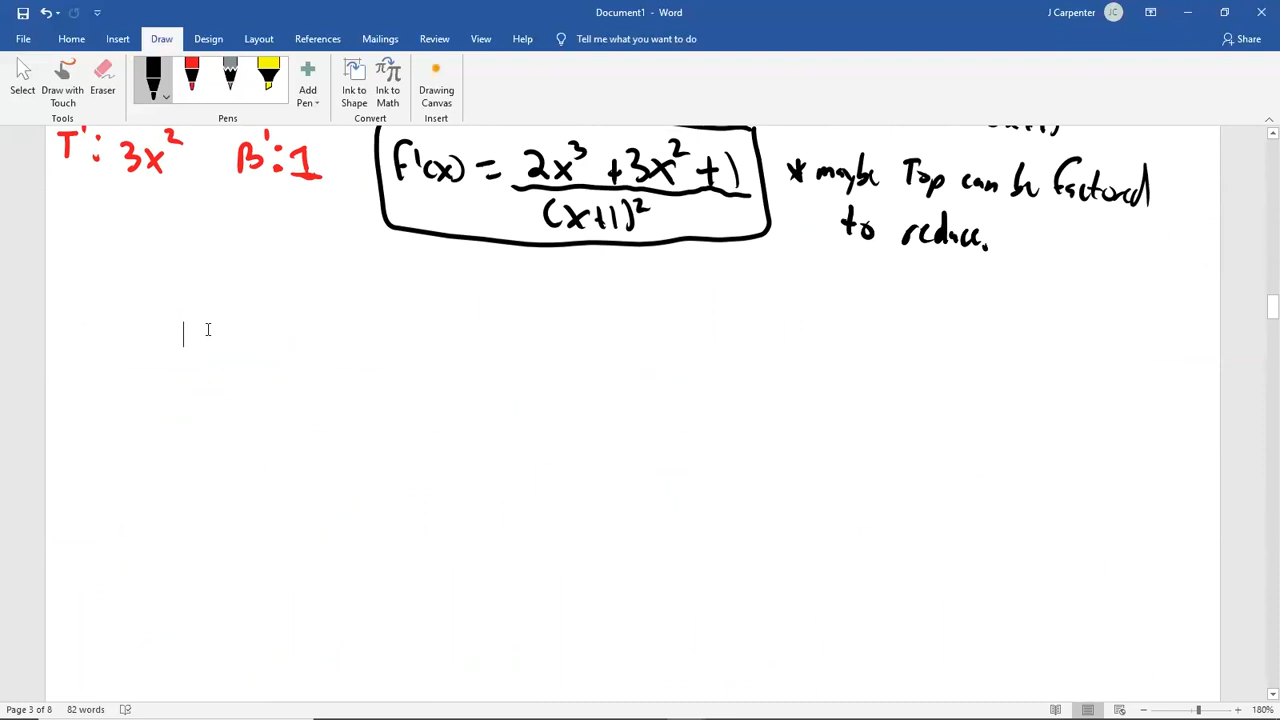 Document1 - Word
J Carpenter
JC
File Home Insert Draw Design Layout References Mailings Review View Help Tell me what you want to do
Share
Select
Draw with Touch
Eraser
Add Pen
Ink to Shape
Ink to Math
Drawing Canvas
Tools
Pens
Convert
Insert
T': 3x² B': 1
f'(x) = (2x³ + 3x² + 1)/(x+1)²
* maybe Top can be factored
to reduce.
Page 3 of 8 82 words
180%